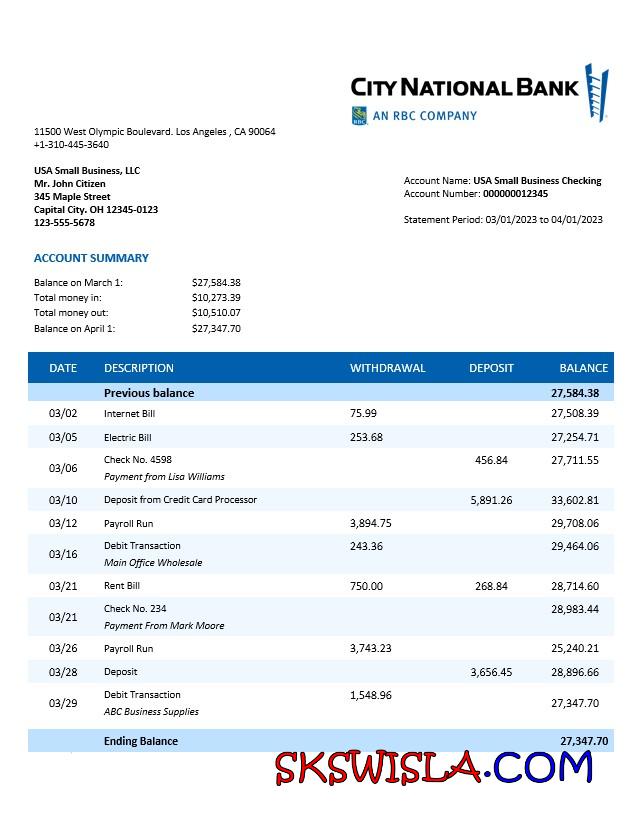 CITY NATIONAL BANK
RBC AN RBC COMPANY
11500 West Olympic Boulevard. Los Angeles , CA 90064
+1-310-445-3640
USA Small Business, LLC
Mr. John Citizen
345 Maple Street
Capital City. OH 12345-0123
123-555-5678
Account Name: USA Small Business Checking
Account Number: 000000012345
Statement Period: 03/01/2023 to 04/01/2023
ACCOUNT SUMMARY
Balance on March 1: $27,584.38
Total money in: $10,273.39
Total money out: $10,510.07
Balance on April 1: $27,347.70
DATE DESCRIPTION WITHDRAWAL DEPOSIT BALANCE
Previous balance 27,584.38
03/02 Internet Bill 75.99 27,508.39
03/05 Electric Bill 253.68 27,254.71
03/06 Check No. 4598 456.84 27,711.55
Payment from Lisa Williams
03/10 Deposit from Credit Card Processor 5,891.26 33,602.81
03/12 Payroll Run 3,894.75 29,708.06
03/16 Debit Transaction 243.36 29,464.06
Main Office Wholesale
03/21 Rent Bill 750.00 268.84 28,714.60
03/21 Check No. 234 28,983.44
Payment From Mark Moore
03/26 Payroll Run 3,743.23 25,240.21
03/28 Deposit 3,656.45 28,896.66
03/29 Debit Transaction 1,548.96 27,347.70
ABC Business Supplies
Ending Balance 27,347.70
SKSWISLA.COM